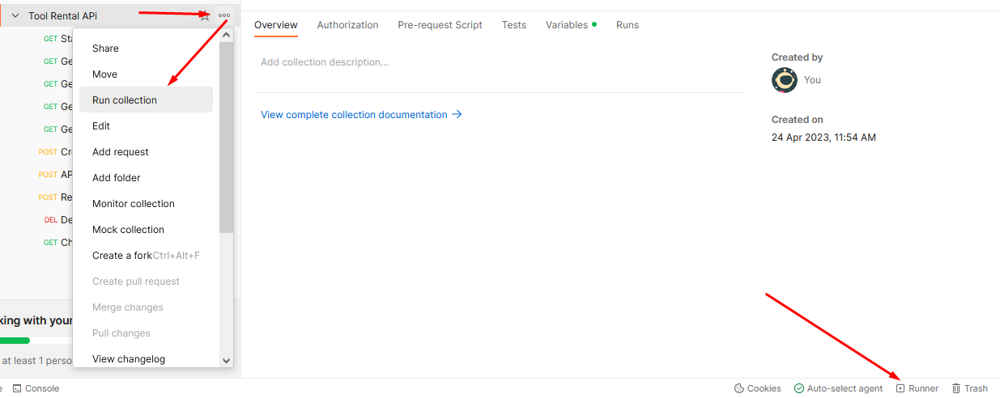 Tool Rental APi
GET Sta
GET Ge
GET Ge
GET Ge
GET Ge
POST Cr
POST AP
POST Re
DEL De
GET Ch
Share
Move
Run collection
Edit
Add request
Add folder
Monitor collection
Mock collection
Create a fork Ctrl+Alt+F
Create pull request
Merge changes
Pull changes
View changelog
king with your
at least 1 perso
Overview Authorization Pre-request Script Tests Variables Runs
Add collection description...
View complete collection documentation →
Created by
You
Created on
24 Apr 2023, 11:54 AM
Console Cookies Auto-select agent Runner Trash